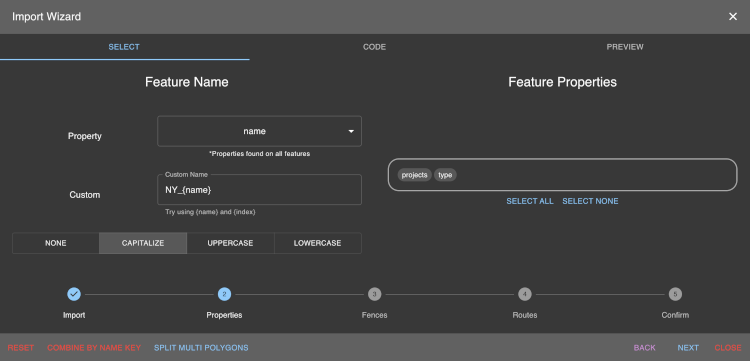 Import Wizard
SELECT
CODE
PREVIEW
Feature Name
Feature Properties
Property
name
*Properties found on all features
Custom
Custom Name
NY_{name}
Try using {name} and {index}
projects
type
SELECT ALL
SELECT NONE
NONE
CAPITALIZE
UPPERCASE
LOWERCASE
2
3
4
5
Import
Properties
Fences
Routes
Confirm
RESET
COMBINE BY NAME KEY
SPLIT MULTI POLYGONS
BACK
NEXT
CLOSE